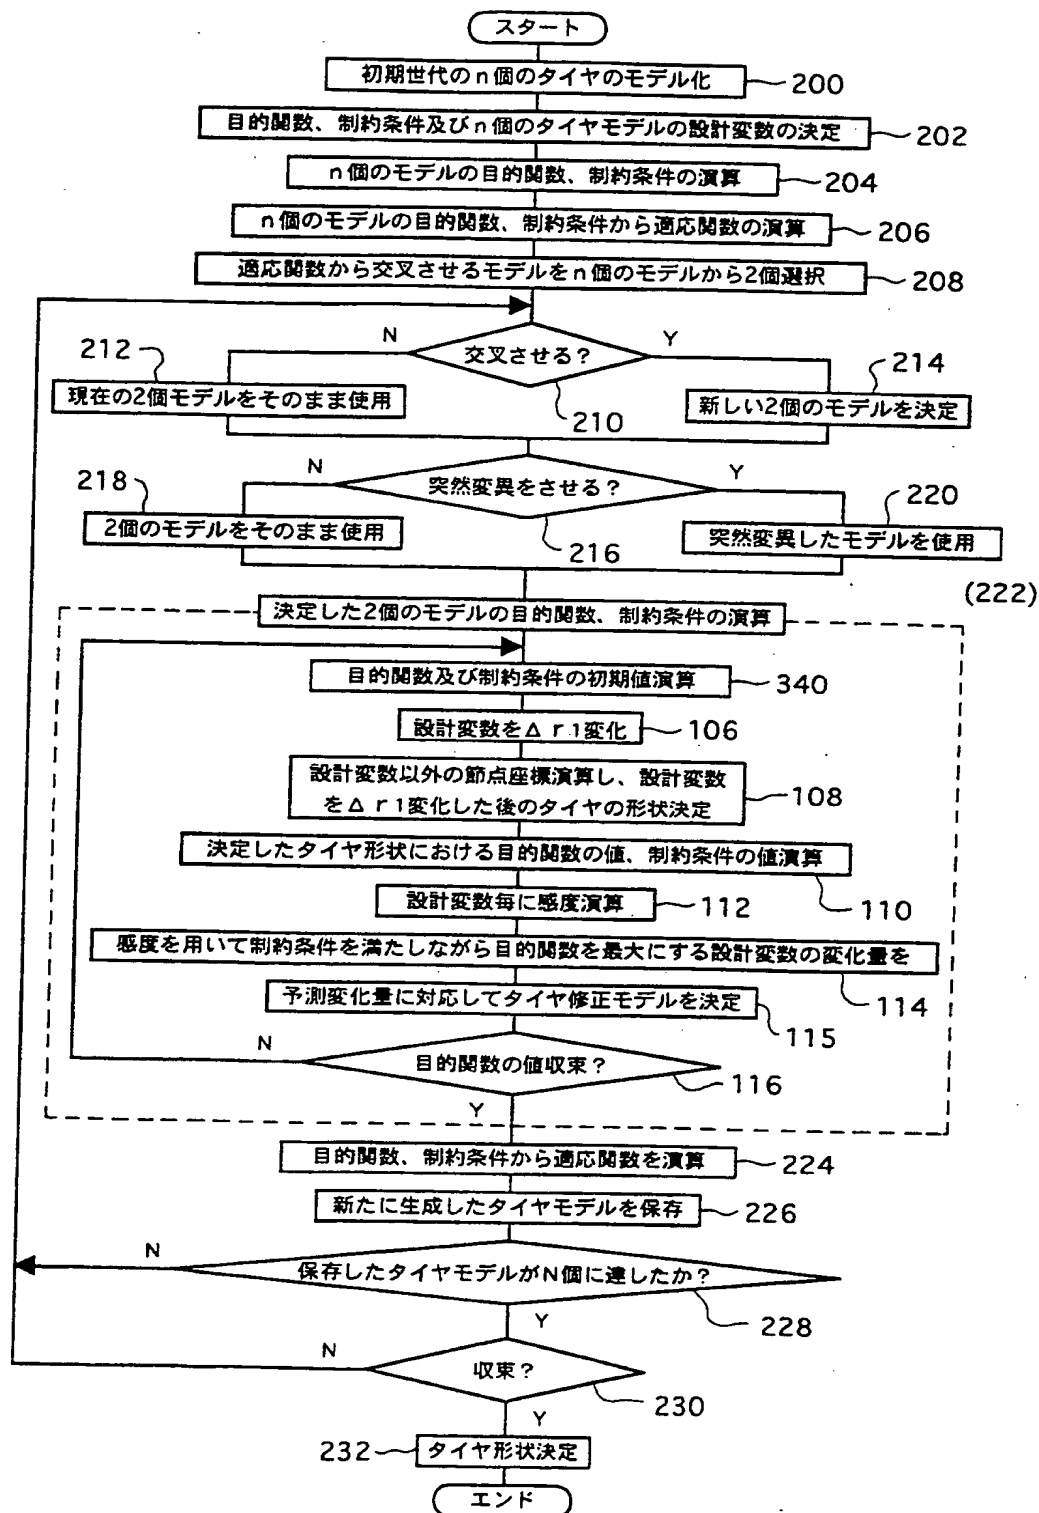 スタート
初期世代のn個のタイヤのモデル化
200
目的関数、制約条件及びn個のタイヤモデルの設計変数の決定
202
n個のモデルの目的関数、制約条件の演算
204
n個のモデルの目的関数、制約条件から適応関数の演算
206
適応関数から交叉させるモデルをn個のモデルから2個選択
208
N
交叉させる?
Y
210
212
現在の2個モデルをそのまま使用
214
新しい2個のモデルを決定
N
突然変異をさせる?
Y
216
218
2個のモデルをそのまま使用
220
突然変異したモデルを使用
(222)
決定した2個のモデルの目的関数、制約条件の演算
目的関数及び制約条件の初期値演算
340
設計変数をΔr1変化
106
設計変数以外の節点座標演算し、設計変数
をΔr1変化した後のタイヤの形状決定
108
決定したタイヤ形状における目的関数の値、制約条件の値演算
110
設計変数毎に感度演算
112
感度を用いて制約条件を満たしながら目的関数を最大にする設計変数の変化量を
114
予測変化量に対応してタイヤ修正モデルを決定
115
N
目的関数の値収束?
116
Y
目的関数、制約条件から適応関数を演算
224
新たに生成したタイヤモデルを保存
226
N
保存したタイヤモデルがN個に達したか?
228
Y
N
収束?
230
Y
232
タイヤ形状決定
エンド